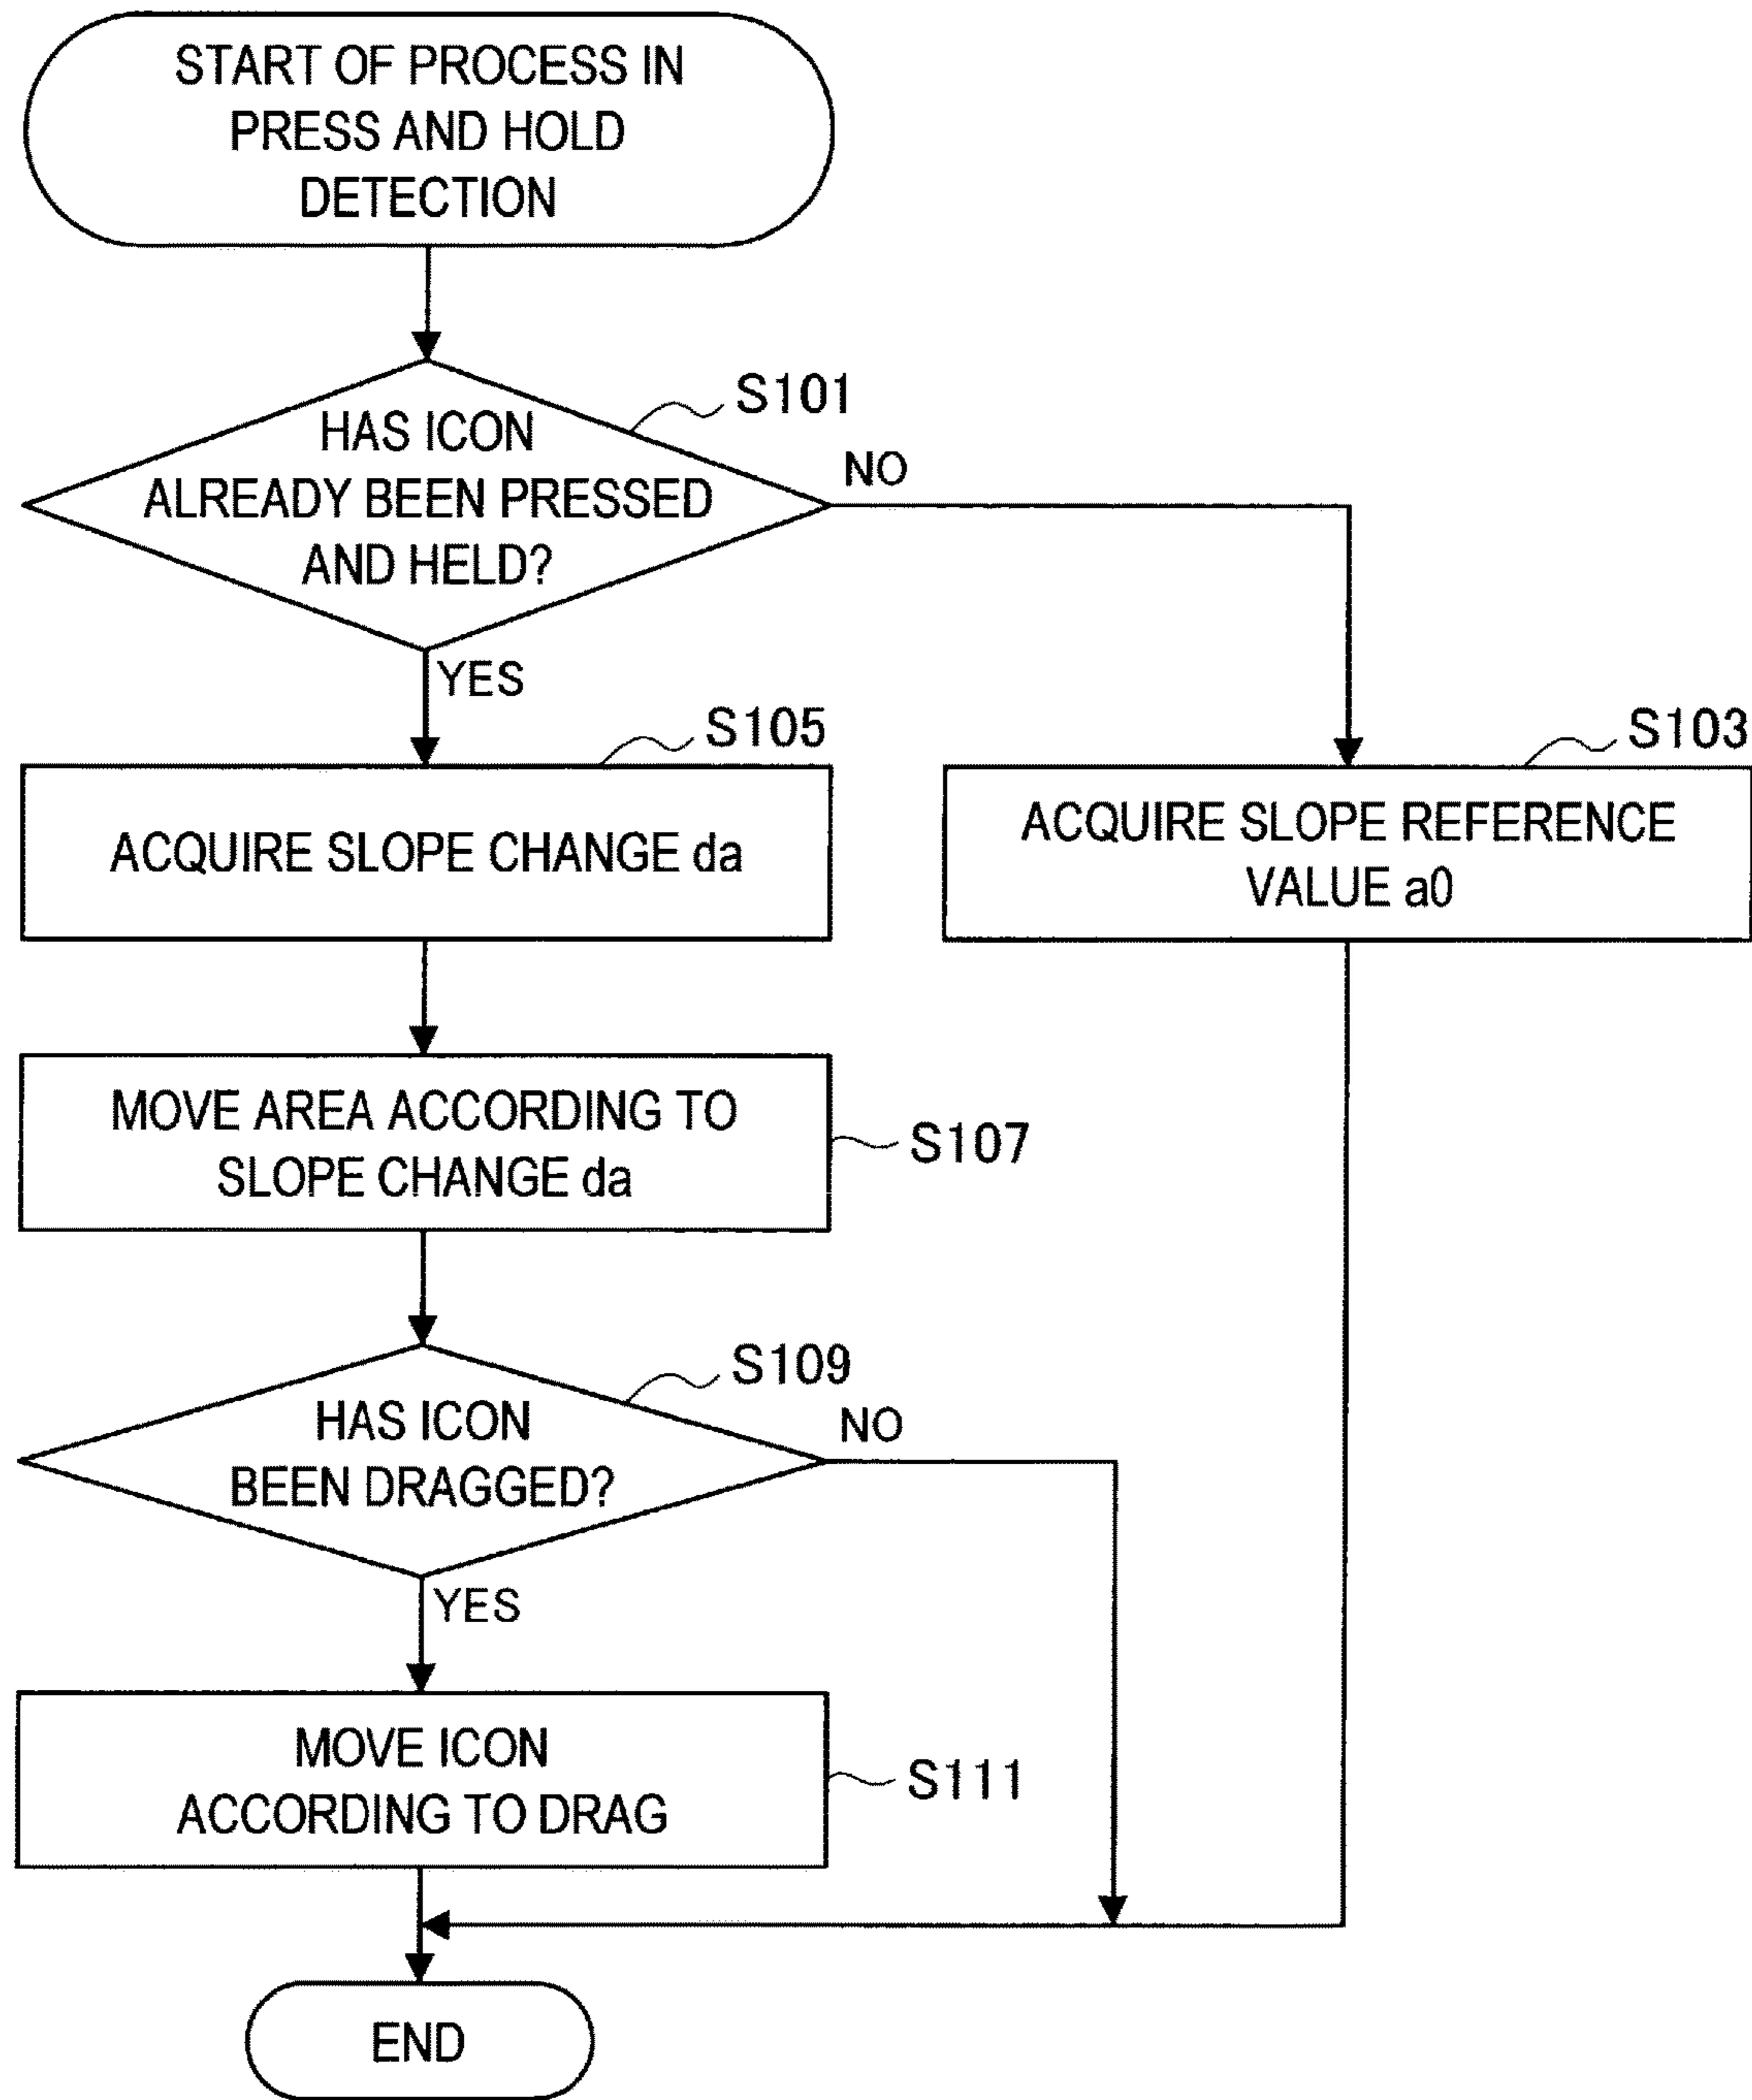 START OF PROCESS IN
PRESS AND HOLD
DETECTION
S101
HAS ICON
ALREADY BEEN PRESSED
AND HELD?
NO
YES
S105
ACQUIRE SLOPE CHANGE da
S103
ACQUIRE SLOPE REFERENCE
VALUE a0
MOVE AREA ACCORDING TO
SLOPE CHANGE da
S107
S109
HAS ICON
BEEN DRAGGED?
NO
YES
MOVE ICON
ACCORDING TO DRAG
S111
END